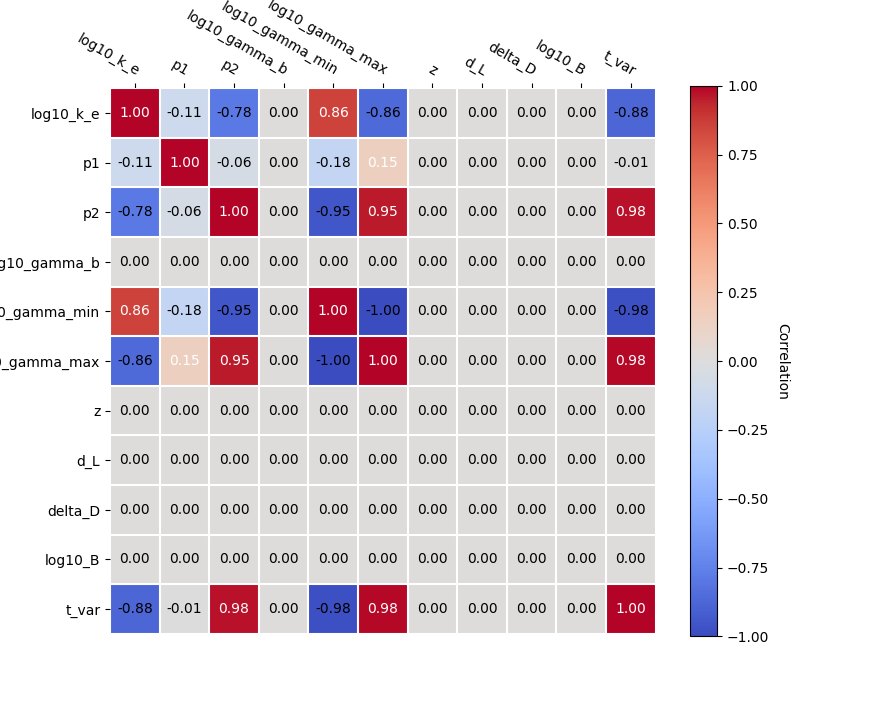 log10_k_e p1 p2 log10_gamma_b log10_gamma_min log10_gamma_max z d_L delta_D log10_B t_var
log10_k_e 1.00 -0.11 -0.78 0.00 0.86 -0.86 0.00 0.00 0.00 0.00 -0.88
p1 -0.11 1.00 -0.06 0.00 -0.18 0.15 0.00 0.00 0.00 0.00 -0.01
p2 -0.78 -0.06 1.00 0.00 -0.95 0.95 0.00 0.00 0.00 0.00 0.98
g10_gamma_b 0.00 0.00 0.00 0.00 0.00 0.00 0.00 0.00 0.00 0.00 0.00
0_gamma_min 0.86 -0.18 -0.95 0.00 1.00 -1.00 0.00 0.00 0.00 0.00 -0.98
0_gamma_max -0.86 0.15 0.95 0.00 -1.00 1.00 0.00 0.00 0.00 0.00 0.98
z 0.00 0.00 0.00 0.00 0.00 0.00 0.00 0.00 0.00 0.00 0.00
d_L 0.00 0.00 0.00 0.00 0.00 0.00 0.00 0.00 0.00 0.00 0.00
delta_D 0.00 0.00 0.00 0.00 0.00 0.00 0.00 0.00 0.00 0.00 0.00
log10_B 0.00 0.00 0.00 0.00 0.00 0.00 0.00 0.00 0.00 0.00 0.00
t_var -0.88 -0.01 0.98 0.00 -0.98 0.98 0.00 0.00 0.00 0.00 1.00
1.00
0.75
0.50
0.25
0.00
−0.25
−0.50
−0.75
−1.00
Correlation